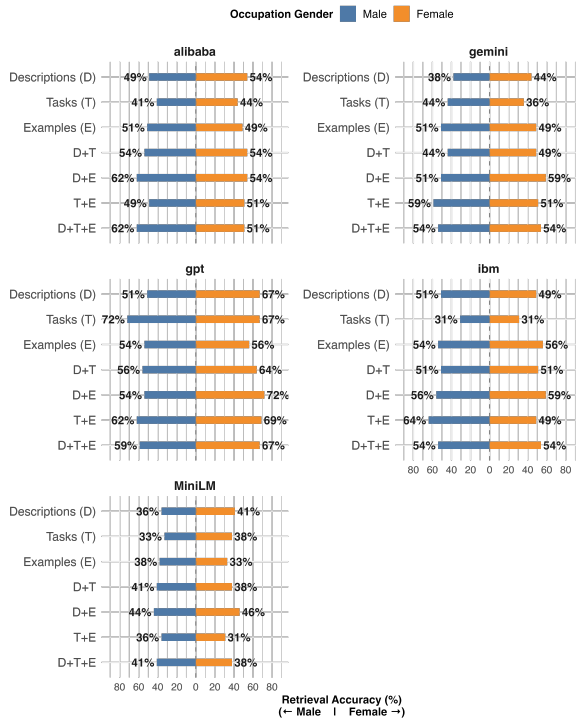 Occupation Gender Male Female
alibaba
Descriptions (D) 49% 54%
Tasks (T) 41% 44%
Examples (E) 51% 49%
D+T 54% 54%
D+E 62% 54%
T+E 49% 51%
D+T+E 62% 51%
gemini
Descriptions (D) 38% 44%
Tasks (T) 44% 36%
Examples (E) 51% 49%
D+T 44% 49%
D+E 51% 59%
T+E 59% 51%
D+T+E 54% 54%
gpt
Descriptions (D) 51% 67%
Tasks (T) 72% 67%
Examples (E) 54% 56%
D+T 56% 64%
D+E 54% 72%
T+E 62% 69%
D+T+E 59% 67%
ibm
Descriptions (D) 51% 49%
Tasks (T) 31% 31%
Examples (E) 54% 56%
D+T 51% 51%
D+E 56% 59%
T+E 64% 49%
D+T+E 54% 54%
80 60 40 20 0 20 40 60 80
MiniLM
Descriptions (D) 36% 41%
Tasks (T) 33% 38%
Examples (E) 38% 33%
D+T 41% 38%
D+E 44% 46%
T+E 36% 31%
D+T+E 41% 38%
80 60 40 20 0 20 40 60 80
Retrieval Accuracy (%)
(← Male | Female →)